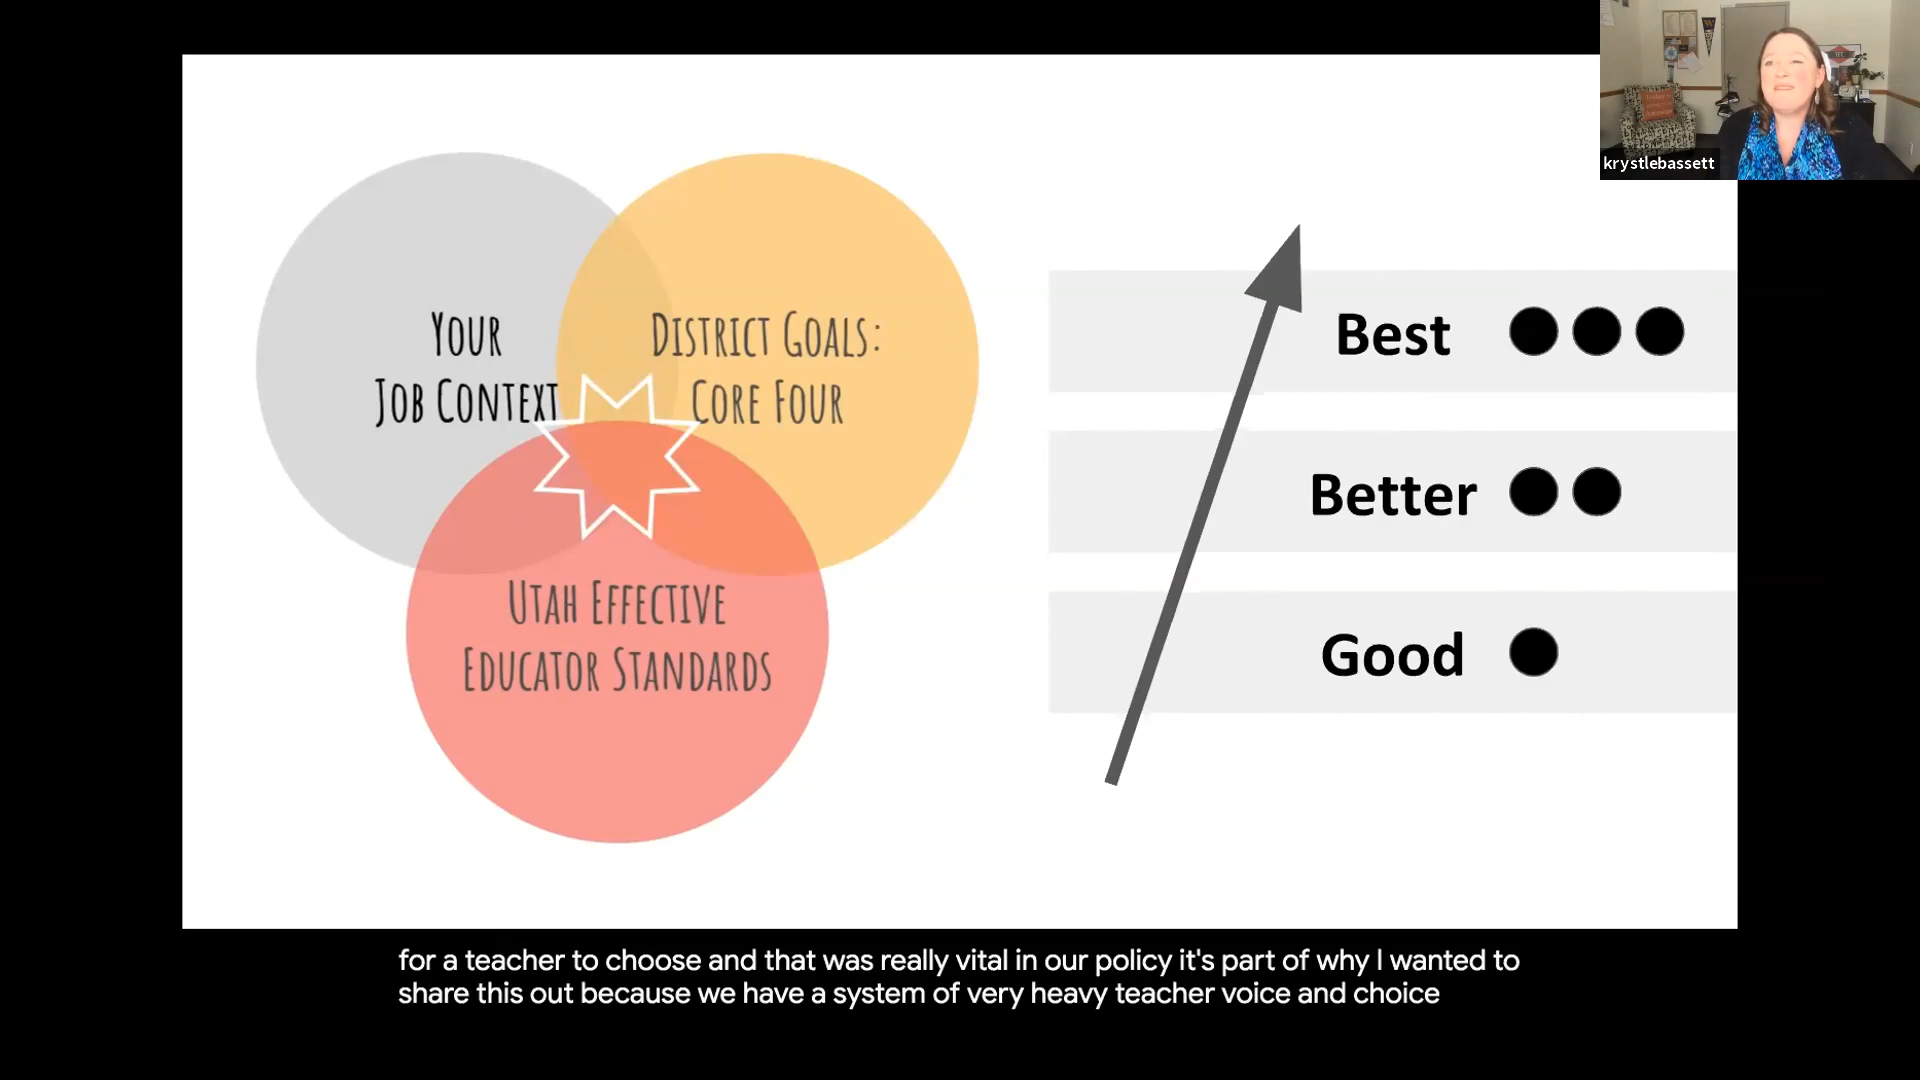 krystlebassett
YOUR
JOB CONTEXT
DISTRICT GOALS:
CORE FOUR
UTAH EFFECTIVE
EDUCATOR STANDARDS
Best
Better
Good
for a teacher to choose and that was really vital in our policy it's part of why I wanted to
share this out because we have a system of very heavy teacher voice and choice